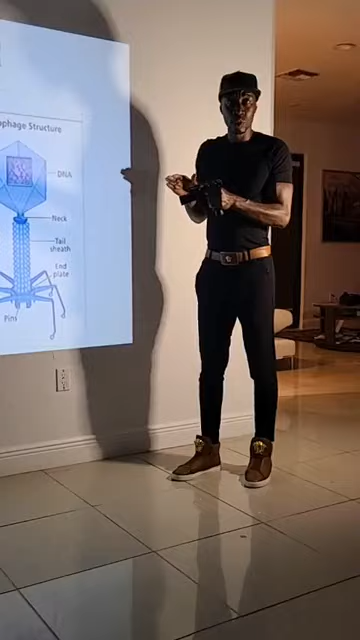 phage Structure
DNA
Neck
Tail
sheath
End
plate
Pins